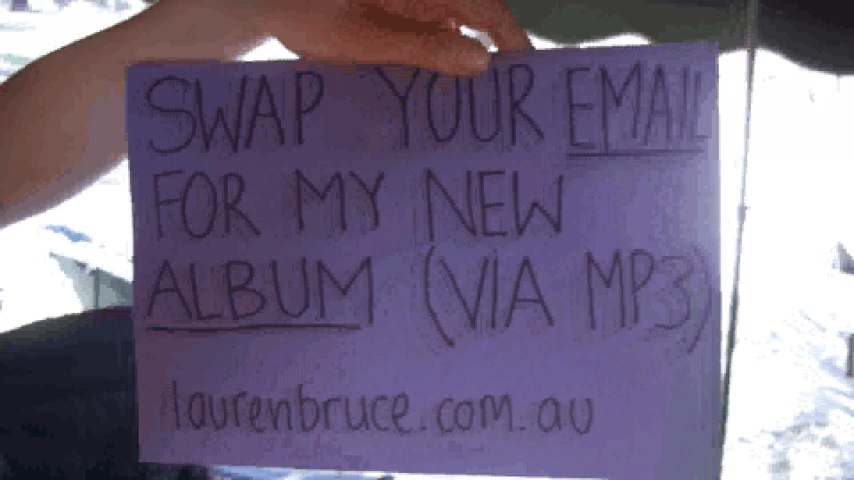 SWAP YOUR EMAIL
FOR MY NEW
ALBUM (VIA MP3)
laurenbruce.com.au